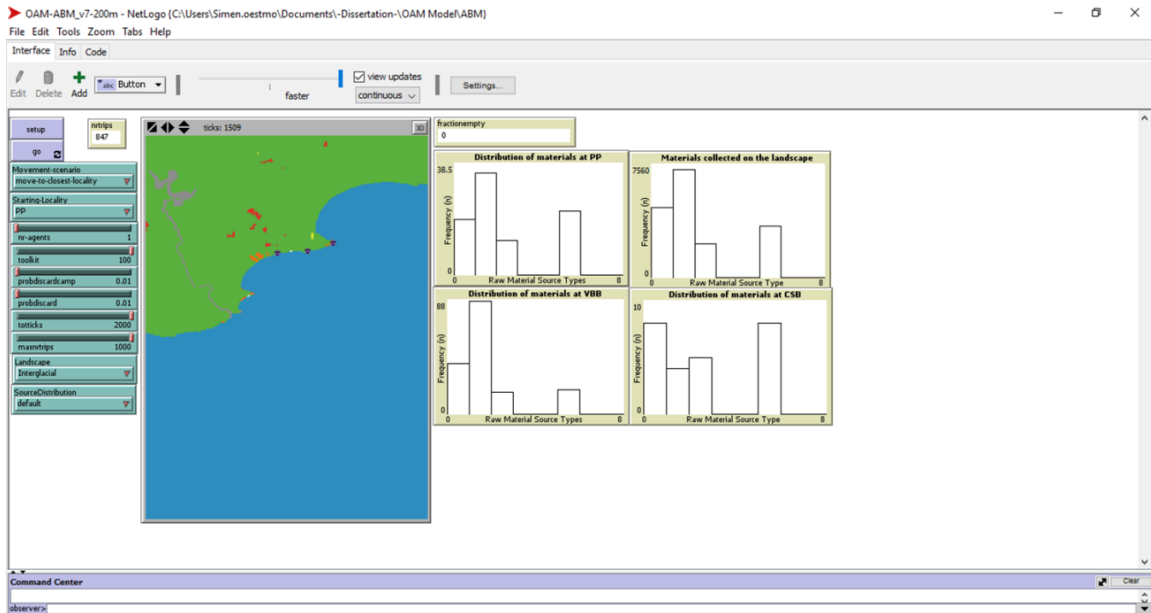 OAM-ABM_v7-200m - NetLogo {C:\Users\Simen.oestmo\Documents\-Dissertation-\OAM Model\ABM}
File Edit Tools Zoom Tabs Help
Interface Info Code
Edit Delete Add
abc Button
faster
view updates
continuous
Settings...
setup
go
nrtrips
847
Movement-scenario
move-to-closest-locality
Starting-Locality
PP
nr-agents 1
toolkit 100
probdiscardcamp 0.01
probdiscard 0.01
totticks 2000
maxnrtrips 1000
Landscape
Interglacial
SourceDistribution
default
ticks: 1509
3D
fractionempty
0
Distribution of materials at PP
38.5
Frequency (n)
0
0 Raw Material Source Types 8
Materials collected on the landscape
7560
Frequency (n)
0
0 Raw Material Source Type 8
Distribution of materials at VBB
88
Frequency (n)
0
0 Raw Material Source Types 8
Distribution of materials at CSB
10
Frequency (n)
0
0 Raw Material Source Type 8
Command Center
Clear
observer>